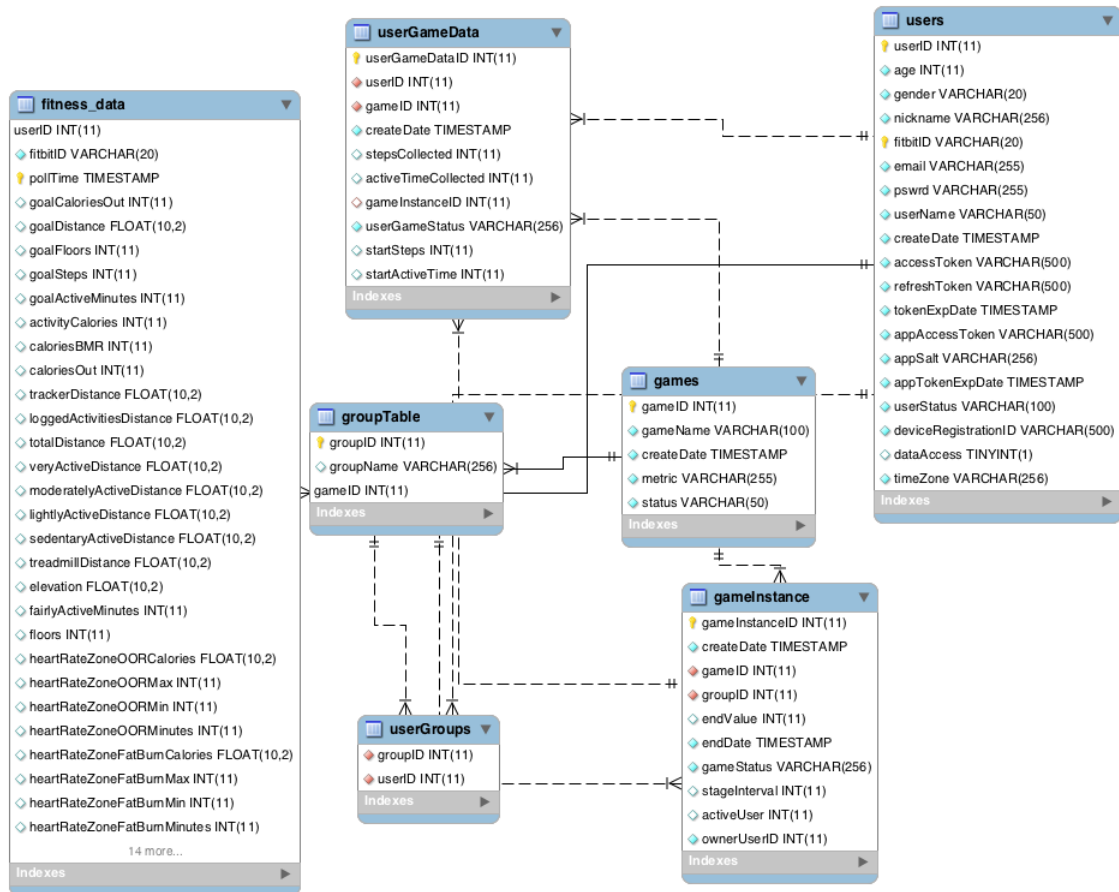 fitness_data
userID INT(11)
fitbitID VARCHAR(20)
pollTime TIMESTAMP
goalCaloriesOut INT(11)
goalDistance FLOAT(10,2)
goalFloors INT(11)
goalSteps INT(11)
goalActiveMinutes INT(11)
activityCalories INT(11)
caloriesBMR INT(11)
caloriesOut INT(11)
trackerDistance FLOAT(10,2)
loggedActivitiesDistance FLOAT(10,2)
totalDistance FLOAT(10,2)
veryActiveDistance FLOAT(10,2)
moderatelyActiveDistance FLOAT(10,2)
lightlyActiveDistance FLOAT(10,2)
sedentaryActiveDistance FLOAT(10,2)
treadmillDistance FLOAT(10,2)
elevation FLOAT(10,2)
fairlyActiveMinutes INT(11)
floors INT(11)
heartRateZoneOORCalories FLOAT(10,2)
heartRateZoneOORMax INT(11)
heartRateZoneOORMin INT(11)
heartRateZoneOORMinutes INT(11)
heartRateZoneFatBurnCalories FLOAT(10,2)
heartRateZoneFatBurnMax INT(11)
heartRateZoneFatBurnMin INT(11)
heartRateZoneFatBurnMinutes INT(11)
14 more...
Indexes
userGameData
userGameDataID INT(11)
userID INT(11)
gameID INT(11)
createDate TIMESTAMP
stepsCollected INT(11)
activeTimeCollected INT(11)
gameInstanceID INT(11)
userGameStatus VARCHAR(256)
startSteps INT(11)
startActiveTime INT(11)
Indexes
groupTable
groupID INT(11)
groupName VARCHAR(256)
gameID INT(11)
Indexes
userGroups
groupID INT(11)
userID INT(11)
Indexes
games
gameID INT(11)
gameName VARCHAR(100)
createDate TIMESTAMP
metric VARCHAR(255)
status VARCHAR(50)
Indexes
gameInstance
gameInstanceID INT(11)
createDate TIMESTAMP
gameID INT(11)
groupID INT(11)
endValue INT(11)
endDate TIMESTAMP
gameStatus VARCHAR(256)
stageInterval INT(11)
activeUser INT(11)
ownerUserID INT(11)
Indexes
users
userID INT(11)
age INT(11)
gender VARCHAR(20)
nickname VARCHAR(256)
fitbitID VARCHAR(20)
email VARCHAR(255)
pswrd VARCHAR(255)
userName VARCHAR(50)
createDate TIMESTAMP
accessToken VARCHAR(500)
refreshToken VARCHAR(500)
tokenExpDate TIMESTAMP
appAccessToken VARCHAR(500)
appSalt VARCHAR(256)
appTokenExpDate TIMESTAMP
userStatus VARCHAR(100)
deviceRegistrationID VARCHAR(500)
dataAccess TINYINT(1)
timeZone VARCHAR(256)
Indexes